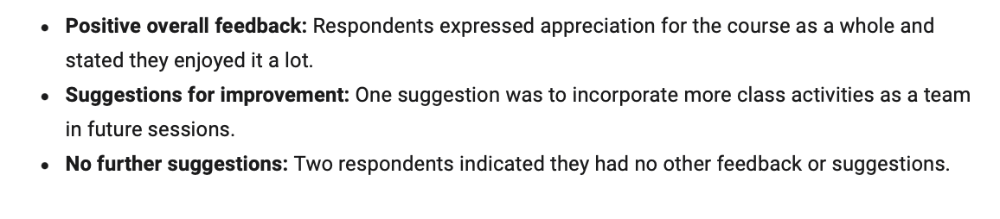 • Positive overall feedback: Respondents expressed appreciation for the course as a whole and
stated they enjoyed it a lot.
• Suggestions for improvement: One suggestion was to incorporate more class activities as a team
in future sessions.
• No further suggestions: Two respondents indicated they had no other feedback or suggestions.